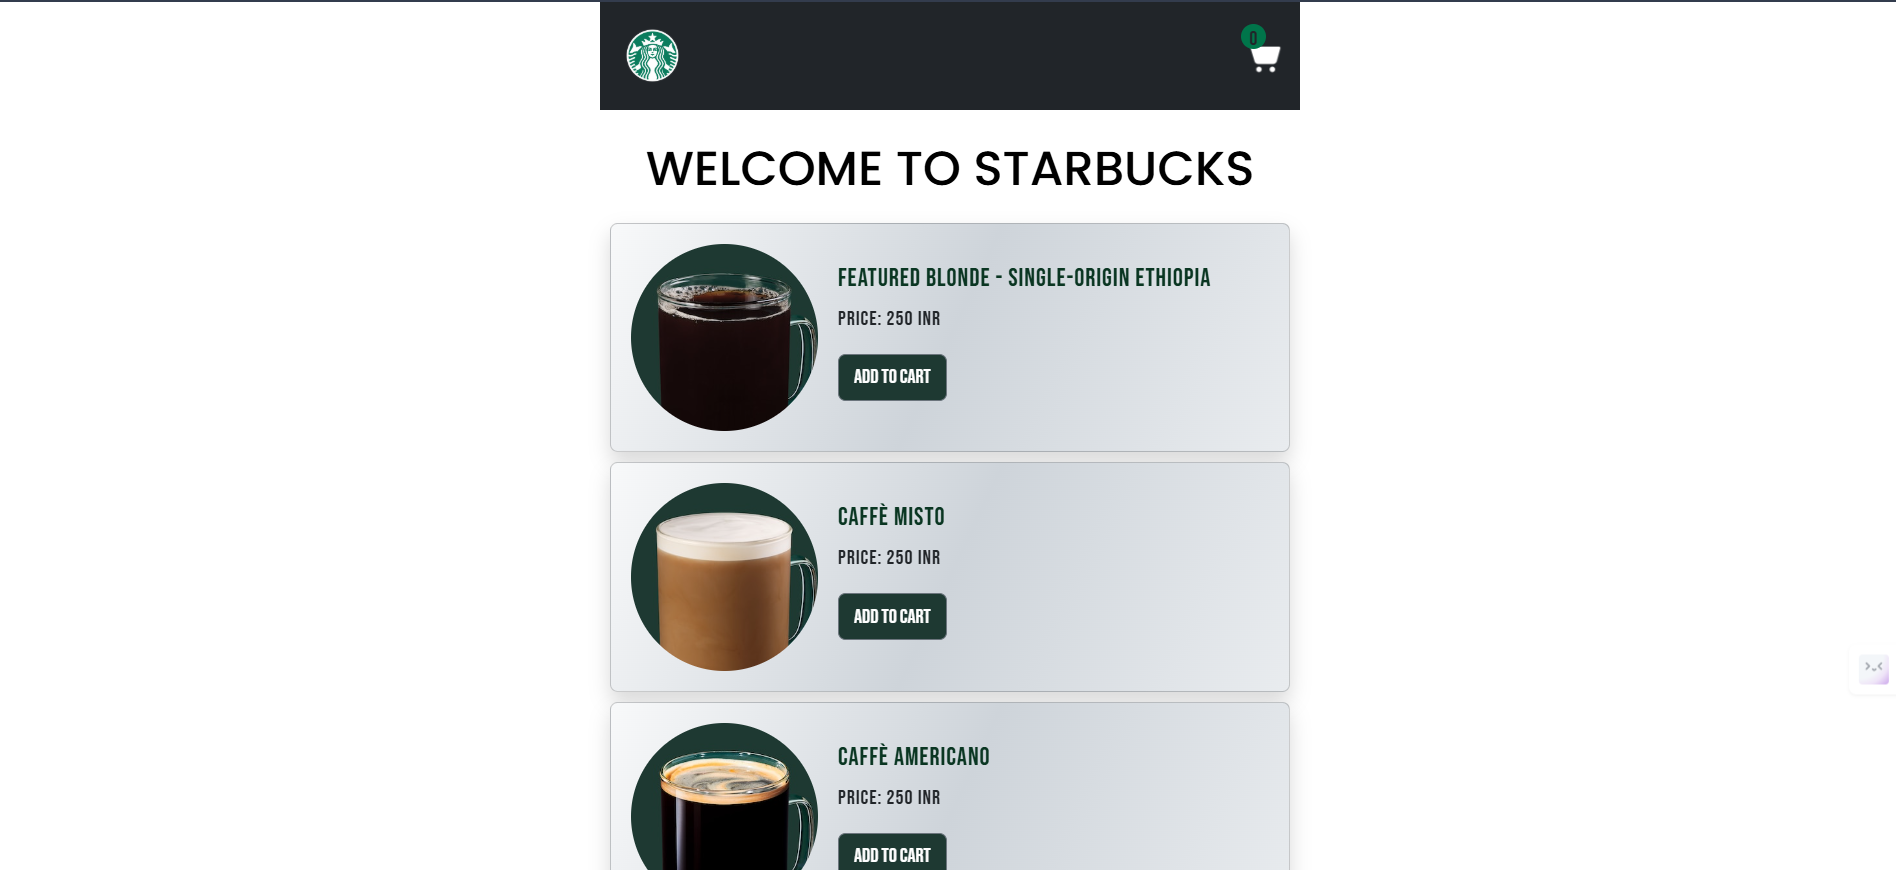 0
WELCOME TO STARBUCKS
FEATURED BLONDE - SINGLE-ORIGIN ETHIOPIA
PRICE: 250 INR
ADD TO CART
CAFFÈ MISTO
PRICE: 250 INR
ADD TO CART
CAFFÈ AMERICANO
PRICE: 250 INR
ADD TO CART